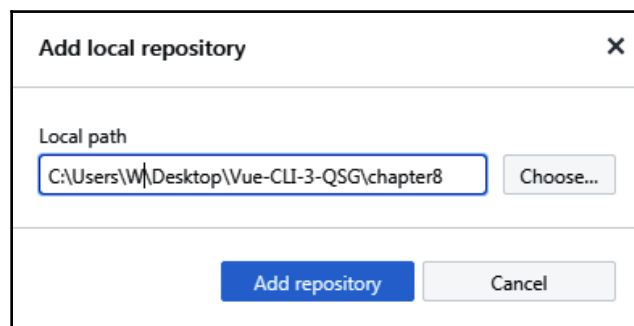 Add local repository
Local path
C:\Users\W\Desktop\Vue-CLI-3-QSG\chapter8
Choose...
Add repository
Cancel